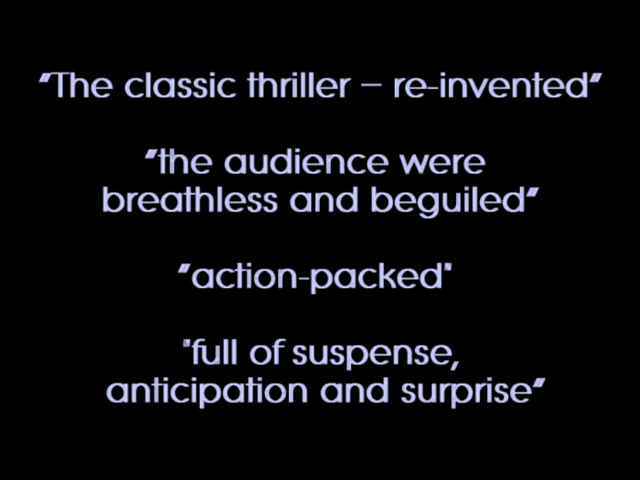 "The classic thriller – re-invented"
"the audience were
breathless and beguiled"
"action-packed"
"full of suspense,
anticipation and surprise"